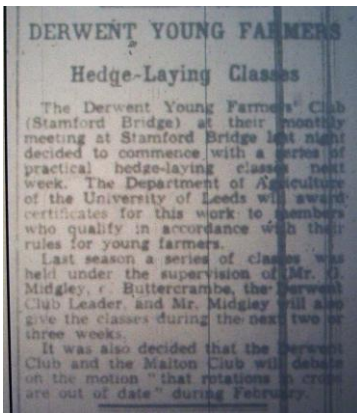 DERWENT YOUNG FARMERS
Hedge-Laying Classes
The Derwent Young Farmers' Club
(Stamford Bridge) at their monthly
meeting at Stamford Bridge last night
decided to commence with a series of
practical hedge-laying classes next
week. The Department of Agriculture
of the University of Leeds will award
certificates for this work to members
who qualify in accordance with their
rules for young farmers.
Last season a series of classes was
held under the supervision of Mr. G.
Midgley, Buttercrambe, the Derwent
Club Leader, and Mr. Midgley will also
give the classes during the next two or
three weeks.
It was also decided that the Derwent
Club and the Malton Club will debate
on the motion "that rotations in crops
are out of date" during February.